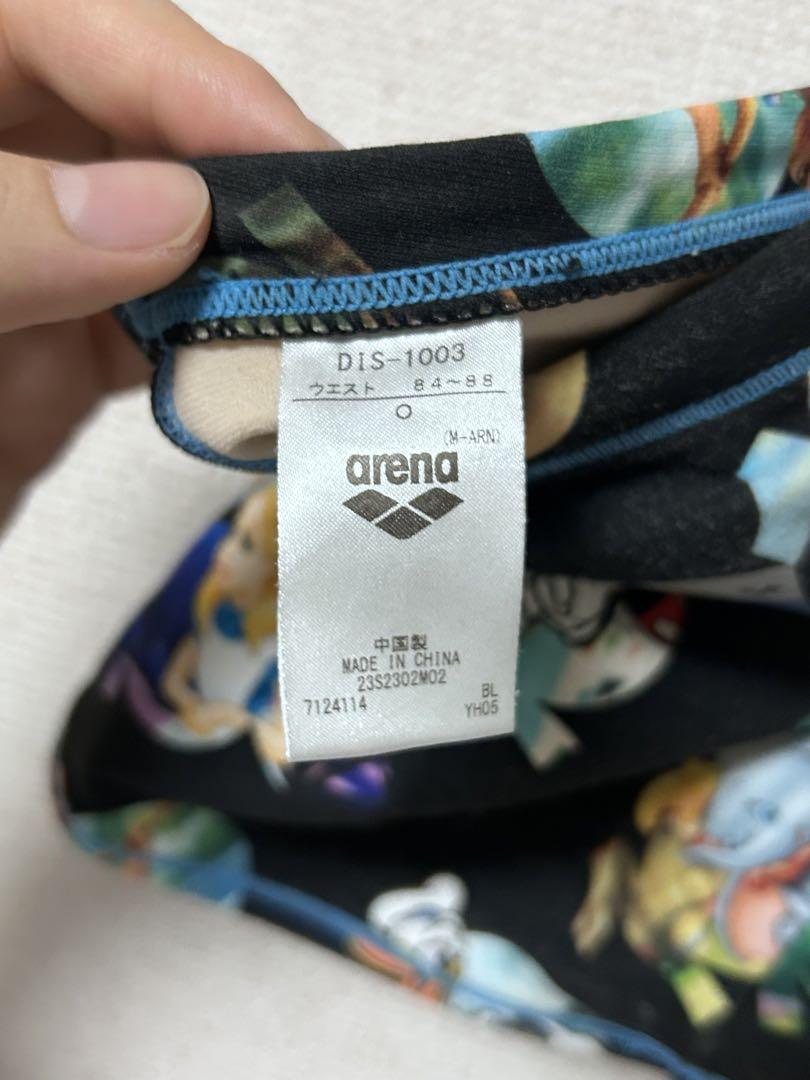 DIS-1003
ウエスト 84~88
O
(M-ARN)
arena
中国製
MADE IN CHINA
23S2302M02
7124114 BL
YH05